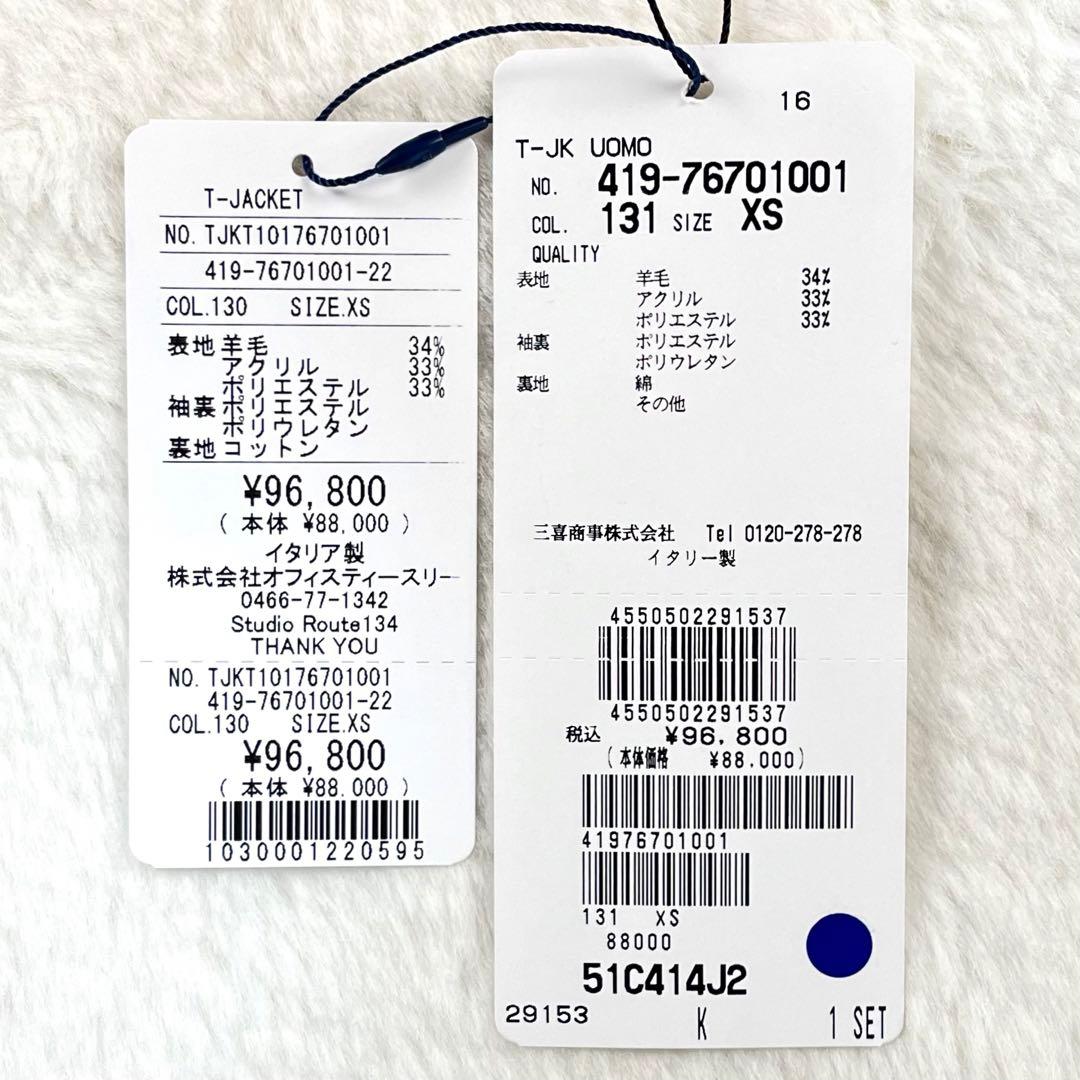 T-JACKET
NO. TJKT10176701001
419-76701001-22
COL.130 SIZE.XS
表地 羊毛 34%
アクリル 33%
ポリエステル 33%
袖裏 ポリエステル
ポリウレタン
裏地 コットン
¥96,800
( 本体 ¥88,000 )
イタリア製
株式会社オフィスティースリー
0466-77-1342
Studio Route134
THANK YOU
NO. TJKT10176701001
419-76701001-22
COL.130 SIZE.XS
¥96,800
( 本体 ¥88,000 )
1030001220595
16
T-JK UOMO
NO. 419-76701001
COL. 131 SIZE XS
QUALITY
表地 羊毛 34%
アクリル 33%
ポリエステル 33%
袖裏 ポリエステル
ポリウレタン
裏地 綿
その他
三喜商事株式会社 Tel 0120-278-278
イタリー製
4550502291537
4550502291537
税込 ¥96,800
( 本体価格 ¥88,000)
41976701001
131 XS
88000
51C414J2
29153 K 1 SET